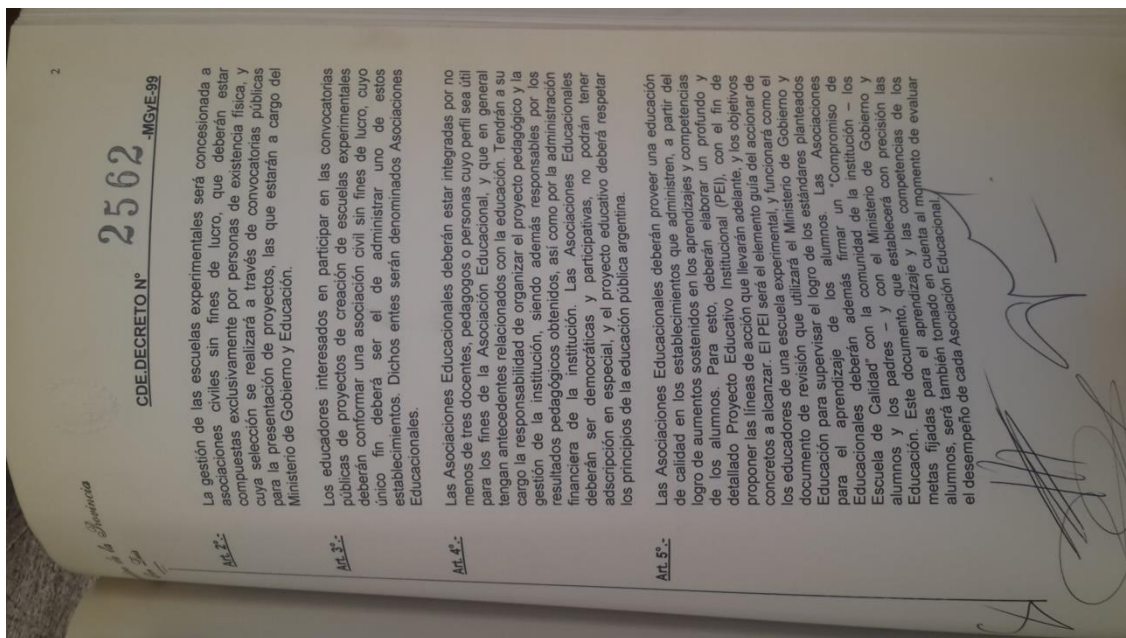 2
de la Provincia
CDE.DECRETO Nº 2562 -MGyE-99
Art. 2º.- La gestión de las escuelas experimentales será concesionada a
asociaciones civiles sin fines de lucro, que deberán estar
compuestas exclusivamente por personas de existencia física, y
cuya selección se realizará a través de convocatorias públicas
para la presentación de proyectos, las que estarán a cargo del
Ministerio de Gobierno y Educación.
Art. 3º.- Los educadores interesados en participar en las convocatorias
públicas de proyectos de creación de escuelas experimentales
deberán conformar una asociación civil sin fines de lucro, cuyo
único fin deberá ser el de administrar uno de estos
establecimientos. Dichos entes serán denominados Asociaciones
Educacionales.
Art. 4º.- Las Asociaciones Educacionales deberán estar integradas por no
menos de tres docentes, pedagogos o personas cuyo perfil sea útil
para los fines de la Asociación Educacional, y que en general
tengan antecedentes relacionados con la educación. Tendrán a su
cargo la responsabilidad de organizar el proyecto pedagógico y la
gestión de la institución, siendo además responsables por los
resultados pedagógicos obtenidos, así como por la administración
financiera de la institución. Las Asociaciones Educacionales
deberán ser democráticas y participativas, no podrán tener
adscripción en especial, y el proyecto educativo deberá respetar
los principios de la educación pública argentina.
Art. 5º.- Las Asociaciones Educacionales deberán proveer una educación
de calidad en los establecimientos que administren, a partir del
logro de aumentos sostenidos en los aprendizajes y competencias
de los alumnos. Para esto, deberán elaborar un profundo y
detallado Proyecto Educativo Institucional (PEI), con el fin de
proponer las líneas de acción que llevarán adelante, y los objetivos
concretos a alcanzar. El PEI será el elemento guía del accionar de
los educadores de una escuela experimental, y funcionará como el
documento de revisión que utilizará el Ministerio de Gobierno y
Educación para supervisar el logro de los estándares planteados
para el aprendizaje de los alumnos. Las Asociaciones
Educacionales deberán además firmar un "Compromiso de
Escuela de Calidad" con la comunidad de la institución – los
alumnos y los padres – y con el Ministerio de Gobierno y
Educación. Este documento, que establecerá con precisión las
metas fijadas para el aprendizaje y las competencias de los
alumnos, será también tomado en cuenta al momento de evaluar
el desempeño de cada Asociación Educacional.